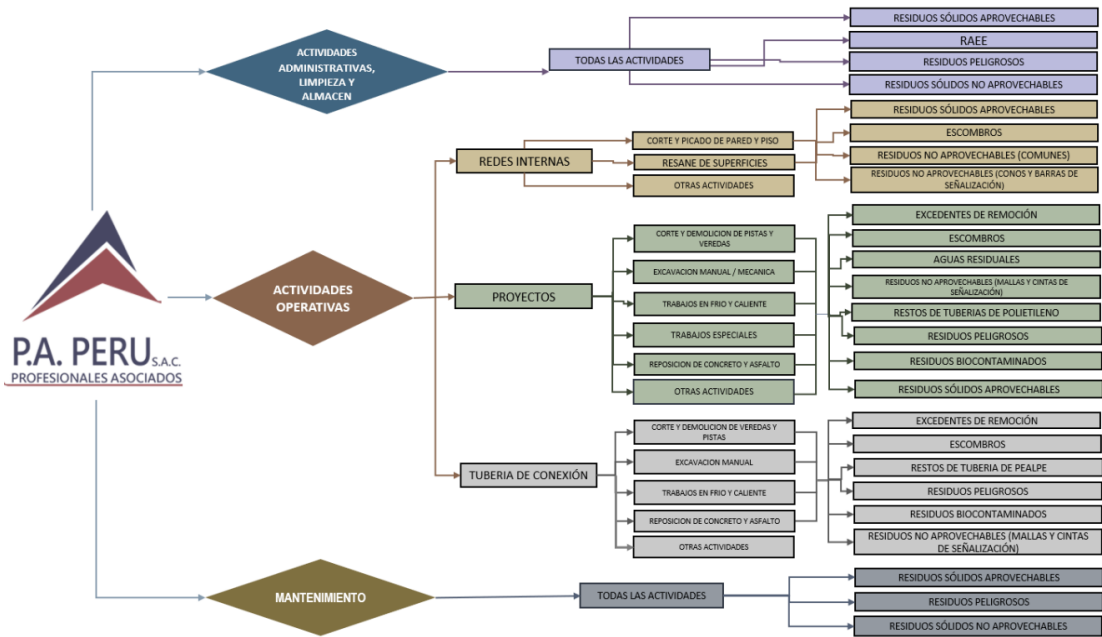 ACTIVIDADES
ADMINISTRATIVAS,
LIMPIEZA Y
ALMACEN
TODAS LAS ACTIVIDADES
RESIDUOS SÓLIDOS APROVECHABLES
RAEE
RESIDUOS PELIGROSOS
RESIDUOS SÓLIDOS NO APROVECHABLES
P.A. PERU S.A.C.
PROFESIONALES ASOCIADOS
ACTIVIDADES
OPERATIVAS
REDES INTERNAS
CORTE Y PICADO DE PARED Y PISO
RESANE DE SUPERFICIES
OTRAS ACTIVIDADES
RESIDUOS SÓLIDOS APROVECHABLES
ESCOMBROS
RESIDUOS NO APROVECHABLES (COMUNES)
RESIDUOS NO APROVECHABLES (CONOS Y BARRAS DE
SEÑALIZACIÓN)
PROYECTOS
CORTE Y DEMOLICION DE PISTAS Y
VEREDAS
EXCAVACION MANUAL / MECANICA
TRABAJOS EN FRIO Y CALIENTE
TRABAJOS ESPECIALES
REPOSICION DE CONCRETO Y ASFALTO
OTRAS ACTIVIDADES
EXCEDENTES DE REMOCIÓN
ESCOMBROS
AGUAS RESIDUALES
RESIDUOS NO APROVECHABLES (MALLAS Y CINTAS DE
SEÑALIZACIÓN)
RESTOS DE TUBERIAS DE POLIETILENO
RESIDUOS PELIGROSOS
RESIDUOS BIOCONTAMINADOS
RESIDUOS SÓLIDOS APROVECHABLES
TUBERIA DE CONEXIÓN
CORTE Y DEMOLICION DE VEREDAS Y
PISTAS
EXCAVACION MANUAL
TRABAJOS EN FRIO Y CALIENTE
REPOSICION DE CONCRETO Y ASFALTO
OTRAS ACTIVIDADES
EXCEDENTES DE REMOCIÓN
ESCOMBROS
RESTOS DE TUBERIA DE PEALPE
RESIDUOS PELIGROSOS
RESIDUOS BIOCONTAMINADOS
RESIDUOS NO APROVECHABLES (MALLAS Y CINTAS
DE SEÑALIZACIÓN)
MANTENIMIENTO
TODAS LAS ACTIVIDADES
RESIDUOS SÓLIDOS APROVECHABLES
RESIDUOS PELIGROSOS
RESIDUOS SÓLIDOS NO APROVECHABLES